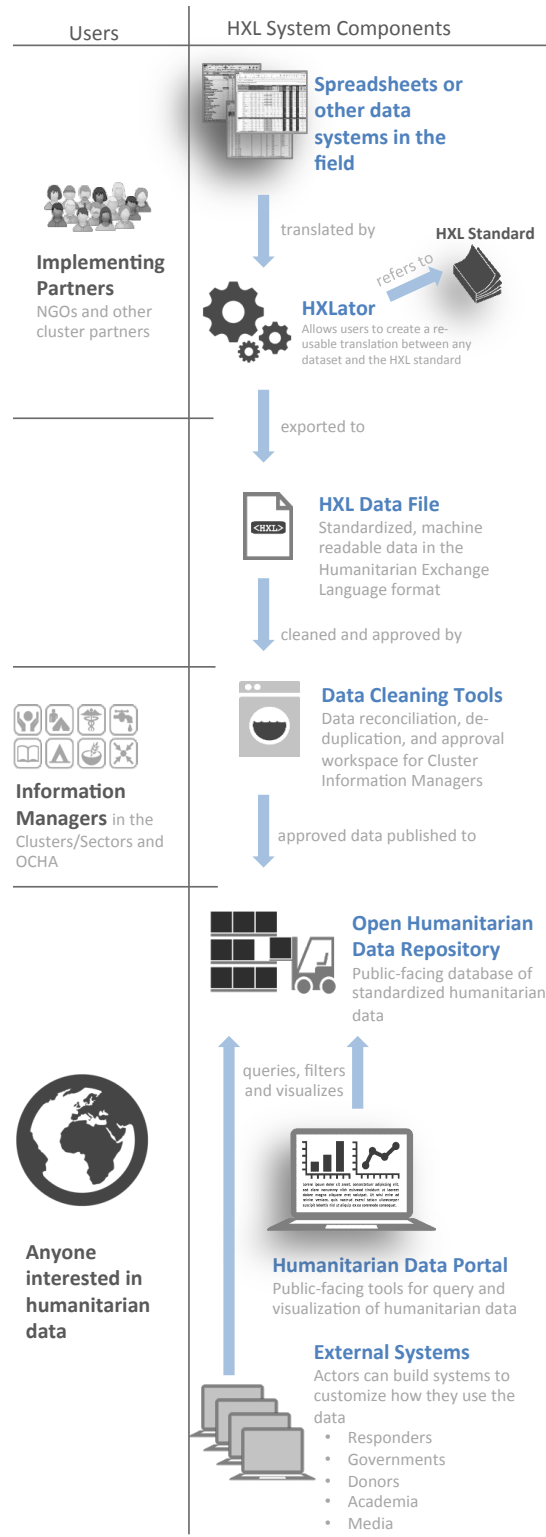 Users
HXL System Components
Spreadsheets or
other data
systems in the
field
translated by
HXL Standard
refers to
Implementing
Partners
NGOs and other
cluster partners
HXLator
Allows users to create a re-
usable translation between any
dataset and the HXL standard
exported to
<HXL>
HXL Data File
Standardized, machine
readable data in the
Humanitarian Exchange
Language format
cleaned and approved by
Data Cleaning Tools
Data reconciliation, de-
duplication, and approval
workspace for Cluster
Information Managers
Information
Managers in the
Clusters/Sectors and
OCHA
approved data published to
Open Humanitarian
Data Repository
Public-facing database of
standardized humanitarian
data
queries, filters
and visualizes
Anyone
interested in
humanitarian
data
Humanitarian Data Portal
Public-facing tools for query and
visualization of humanitarian data
External Systems
Actors can build systems to
customize how they use the
data
• Responders
• Governments
• Donors
• Academia
• Media